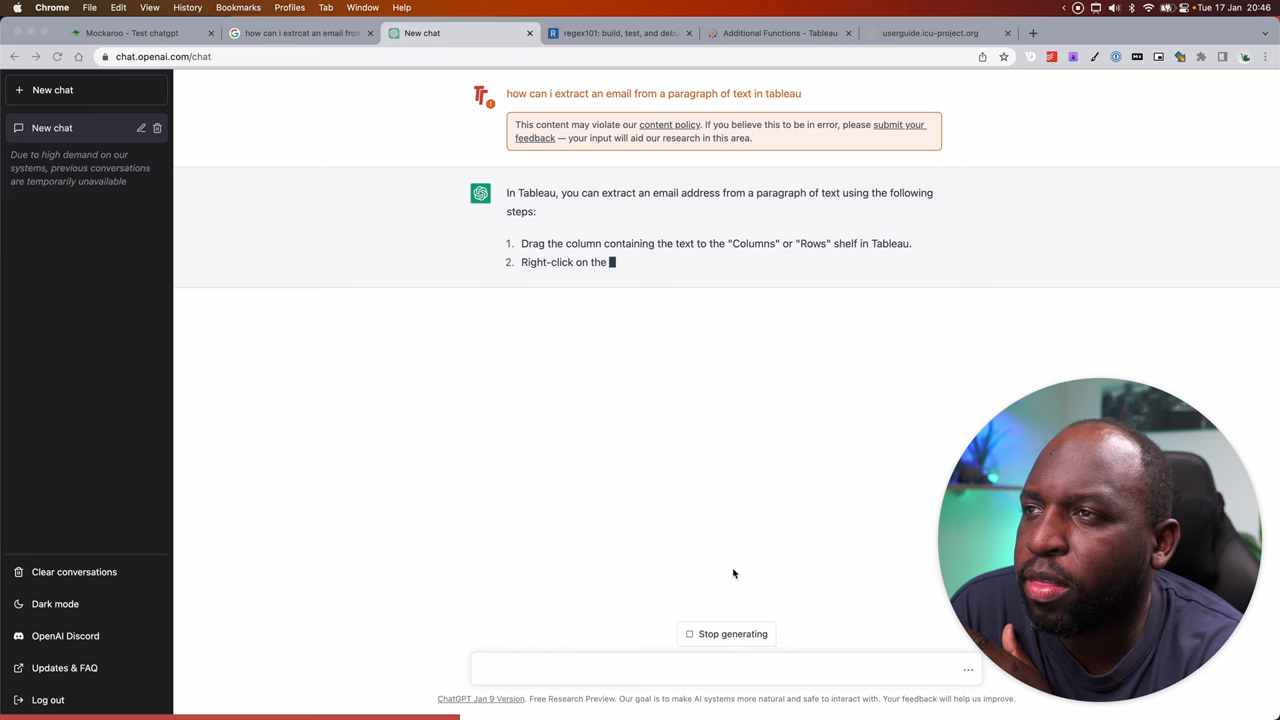 Chrome File Edit View History Bookmarks Profiles Tab Window Help Tue 17 Jan 20:46
Mockaroo - Test chatgpt how can i extrcat an email from New chat regex101: build, test, and debu Additional Functions - Tableau userguide.icu-project.org
chat.openai.com/chat
New chat
New chat
Due to high demand on our
systems, previous conversations
are temporarily unavailable
Clear conversations
Dark mode
OpenAI Discord
Updates & FAQ
Log out
how can i extract an email from a paragraph of text in tableau
This content may violate our content policy. If you believe this to be in error, please submit your
feedback — your input will aid our research in this area.
In Tableau, you can extract an email address from a paragraph of text using the following
steps:
1. Drag the column containing the text to the "Columns" or "Rows" shelf in Tableau.
2. Right-click on the
Stop generating
ChatGPT Jan 9 Version. Free Research Preview. Our goal is to make AI systems more natural and safe to interact with. Your feedback will help us improve.